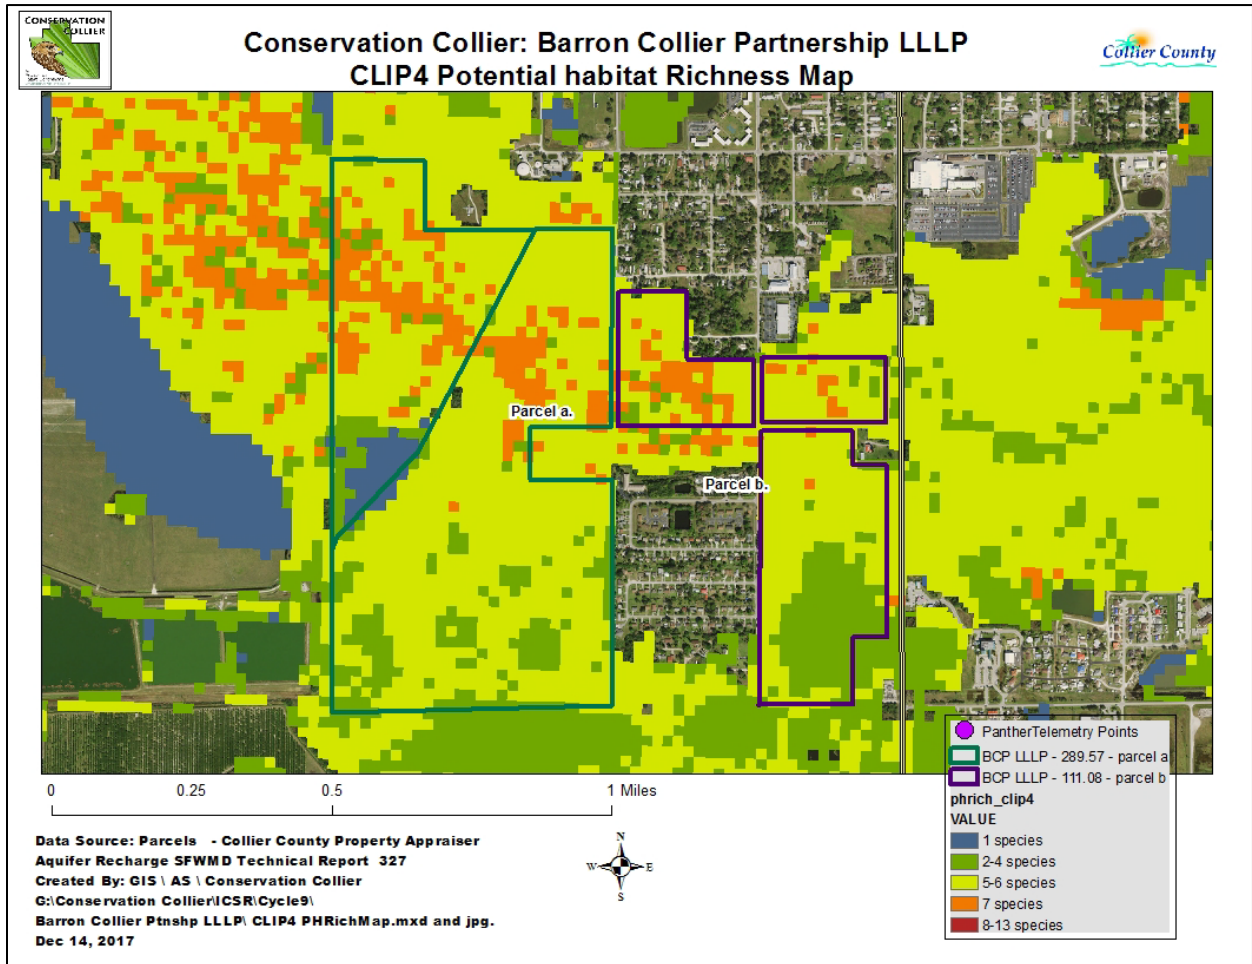 CONSERVATION
COLLIER
Conservation Collier: Barron Collier Partnership LLLP
CLIP4 Potential habitat Richness Map
Collier County
Parcel a.
Parcel b.
PantherTelemetry Points
BCP LLLP - 289.57 - parcel a
BCP LLLP - 111.08 - parcel b
phrich_clip4
VALUE
1 species
2-4 species
5-6 species
7 species
8-13 species
0 0.25 0.5 1 Miles
Data Source: Parcels - Collier County Property Appraiser
Aquifer Recharge SFWMD Technical Report 327
Created By: GIS \ AS \ Conservation Collier
G:\Conservation Collier\ICSR\Cycle9\
Barron Collier Ptnshp LLLP\ CLIP4 PHRichMap.mxd and jpg.
Dec 14, 2017
N
W E
S